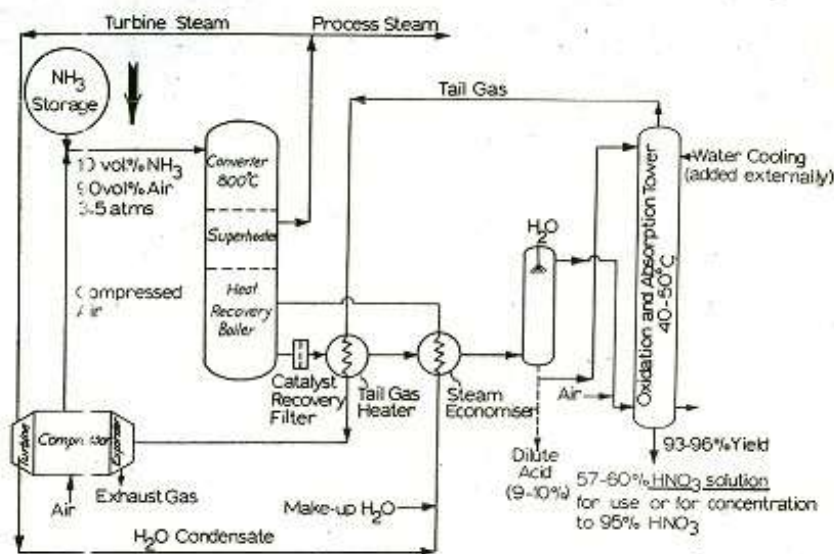 Turbine Steam
Process Steam
NH3
Storage
Tail Gas
10 vol% NH3
90vol% Air
3-5 atms
Converter
800°C
Superheater
Heat
Recovery
Boiler
Compressed
Air
Water Cooling
(added externally)
H2O
Oxidation and Absorption Tower
40-50°C
Catalyst
Recovery
Filter
Tail Gas
Heater
Steam
Economiser
Air
Turbine
Expander
Air
Exhaust Gas
Make-up H2O
H2O Condensate
Dilute
Acid
(9-10%)
93-96% Yield
57-60% HNO3 solution
for use or for concentration
to 95% HNO3